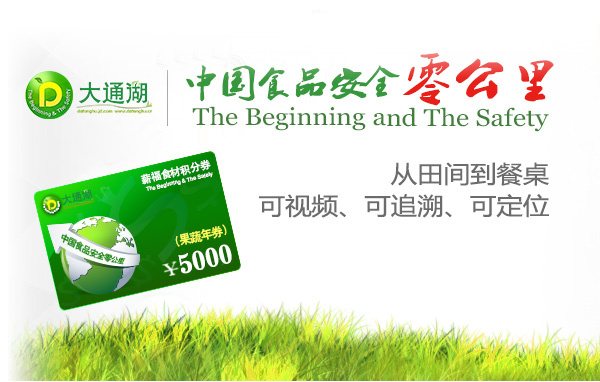 The Beginning & The Safety
大通湖
中国食品安全零公里
The Beginning and The Safety
从田间到餐桌
可视频、可追溯、可定位
大通湖
薪福食材积分券
The Beginning & The Safety
中国食品安全零公里
(果蔬年券)
¥5000